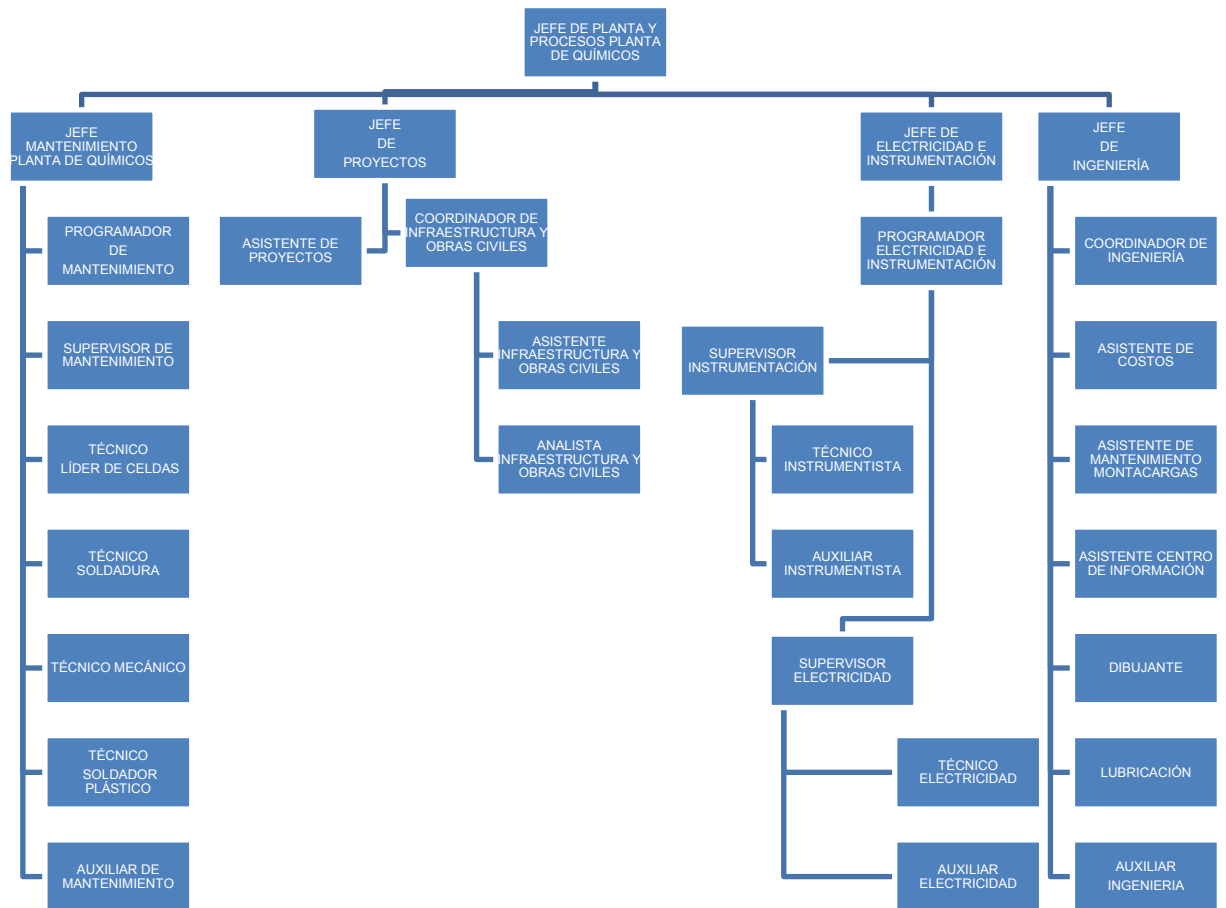 JEFE DE PLANTA Y
PROCESOS PLANTA
DE QUÍMICOS
JEFE
MANTENIMIENTO
PLANTA DE QUÍMICOS
JEFE
DE
PROYECTOS
JEFE DE
ELECTRICIDAD E
INSTRUMENTACIÓN
JEFE
DE
INGENIERÍA
PROGRAMADOR
DE
MANTENIMIENTO
SUPERVISOR DE
MANTENIMIENTO
TÉCNICO
LÍDER DE CELDAS
TÉCNICO
SOLDADURA
TÉCNICO MECÁNICO
TÉCNICO
SOLDADOR
PLÁSTICO
AUXILIAR DE
MANTENIMIENTO
ASISTENTE DE
PROYECTOS
COORDINADOR DE
INFRAESTRUCTURA Y
OBRAS CIVILES
ASISTENTE
INFRAESTRUCTURA Y
OBRAS CIVILES
ANALISTA
INFRAESTRUCTURA Y
OBRAS CIVILES
PROGRAMADOR
ELECTRICIDAD E
INSTRUMENTACIÓN
SUPERVISOR
INSTRUMENTACIÓN
TÉCNICO
INSTRUMENTISTA
AUXILIAR
INSTRUMENTISTA
SUPERVISOR
ELECTRICIDAD
TÉCNICO
ELECTRICIDAD
AUXILIAR
ELECTRICIDAD
COORDINADOR DE
INGENIERÍA
ASISTENTE DE
COSTOS
ASISTENTE DE
MANTENIMIENTO
MONTACARGAS
ASISTENTE CENTRO
DE INFORMACIÓN
DIBUJANTE
LUBRICACIÓN
AUXILIAR
INGENIERIA